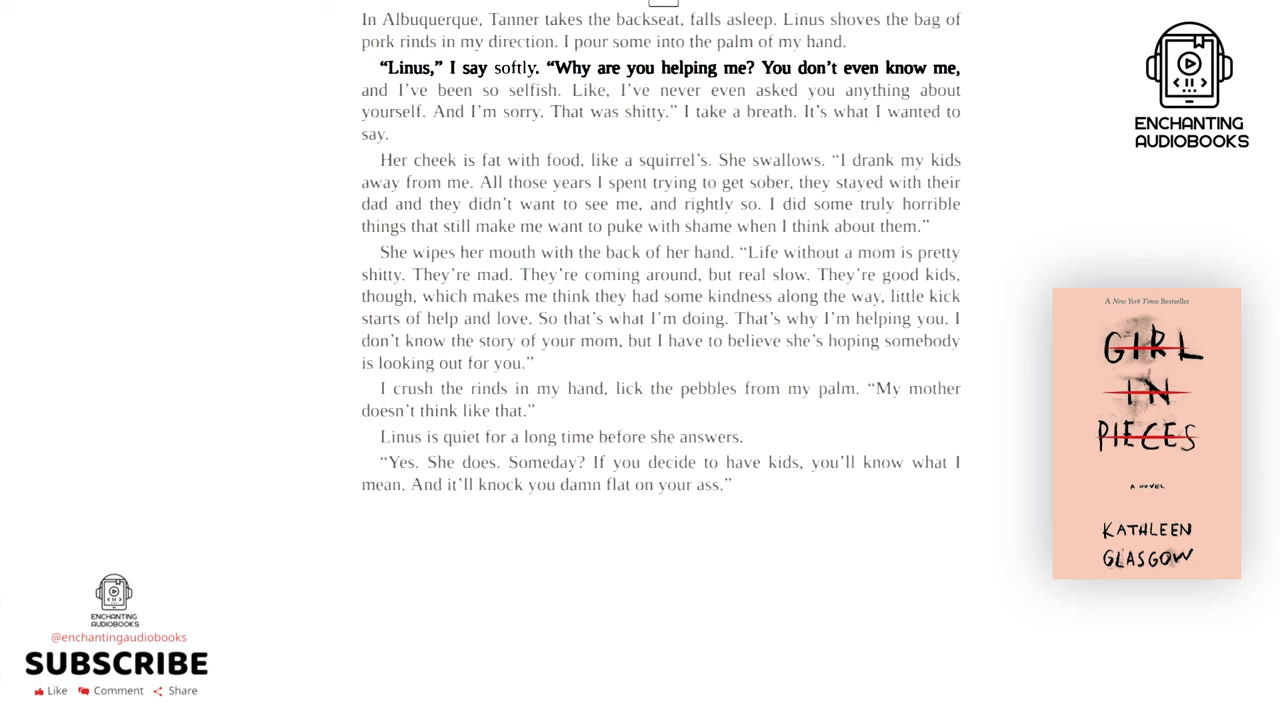 In Albuquerque, Tanner takes the backseat, falls asleep. Linus shoves the bag of
pork rinds in my direction. I pour some into the palm of my hand.
“Linus,” I say softly. “Why are you helping me? You don’t even know me,
and I’ve been so selfish. Like, I’ve never even asked you anything about
yourself. And I’m sorry. That was shitty.” I take a breath. It’s what I wanted to
say.
Her cheek is fat with food, like a squirrel’s. She swallows. “I drank my kids
away from me. All those years I spent trying to get sober, they stayed with their
dad and they didn’t want to see me, and rightly so. I did some truly horrible
things that still make me want to puke with shame when I think about them.”
She wipes her mouth with the back of her hand. “Life without a mom is pretty
shitty. They’re mad. They’re coming around, but real slow. They’re good kids,
though, which makes me think they had some kindness along the way, little kick
starts of help and love. So that’s what I’m doing. That’s why I’m helping you. I
don’t know the story of your mom, but I have to believe she’s hoping somebody
is looking out for you.”
I crush the rinds in my hand, lick the pebbles from my palm. “My mother
doesn’t think like that.”
Linus is quiet for a long time before she answers.
“Yes. She does. Someday? If you decide to have kids, you’ll know what I
mean. And it’ll knock you damn flat on your ass.”
ENCHANTING
AUDIOBOOKS
A New York Times Bestseller
GIRL
IN
PIECES
A NOVEL
KATHLEEN
GLASGOW
ENCHANTING
AUDIOBOOKS
@enchantingaudiobooks
SUBSCRIBE
Like Comment Share